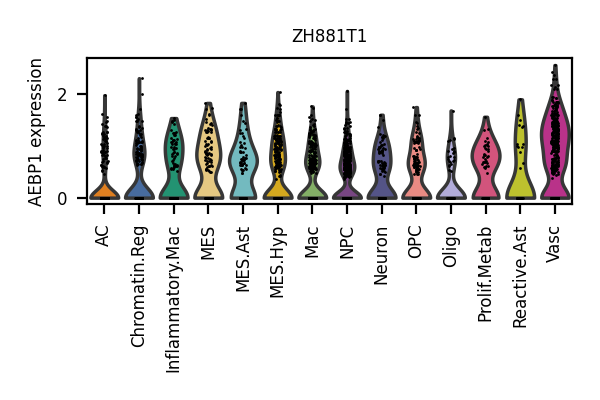 ZH881T1
AEBP1 expression
2
0
AC
Chromatin.Reg
Inflammatory.Mac
MES
MES.Ast
MES.Hyp
Mac
NPC
Neuron
OPC
Oligo
Prolif.Metab
Reactive.Ast
Vasc